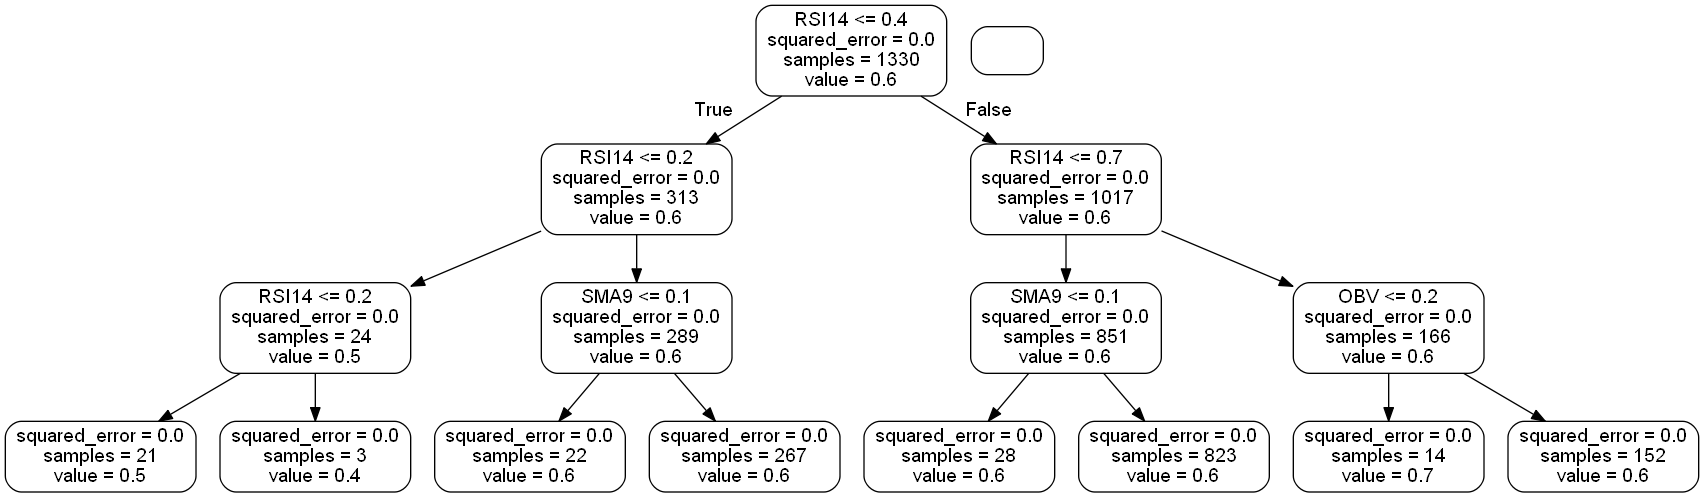 RSI14 <= 0.4
squared_error = 0.0
samples = 1330
value = 0.6
True
False
RSI14 <= 0.2
squared_error = 0.0
samples = 313
value = 0.6
RSI14 <= 0.7
squared_error = 0.0
samples = 1017
value = 0.6
RSI14 <= 0.2
squared_error = 0.0
samples = 24
value = 0.5
SMA9 <= 0.1
squared_error = 0.0
samples = 289
value = 0.6
SMA9 <= 0.1
squared_error = 0.0
samples = 851
value = 0.6
OBV <= 0.2
squared_error = 0.0
samples = 166
value = 0.6
squared_error = 0.0
samples = 21
value = 0.5
squared_error = 0.0
samples = 3
value = 0.4
squared_error = 0.0
samples = 22
value = 0.6
squared_error = 0.0
samples = 267
value = 0.6
squared_error = 0.0
samples = 28
value = 0.6
squared_error = 0.0
samples = 823
value = 0.6
squared_error = 0.0
samples = 14
value = 0.7
squared_error = 0.0
samples = 152
value = 0.6